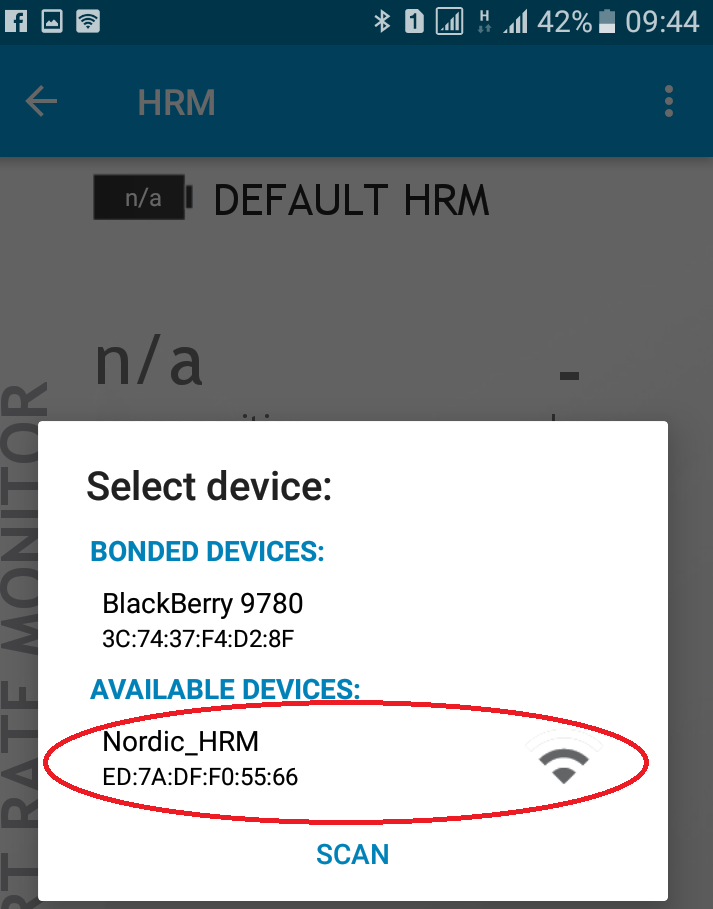 1 H 42% 09:44
HRM
n/a DEFAULT HRM
n/a -
Select device:
BONDED DEVICES:
BlackBerry 9780
3C:74:37:F4:D2:8F
AVAILABLE DEVICES:
Nordic_HRM
ED:7A:DF:F0:55:66
SCAN
RT RATE MONITOR